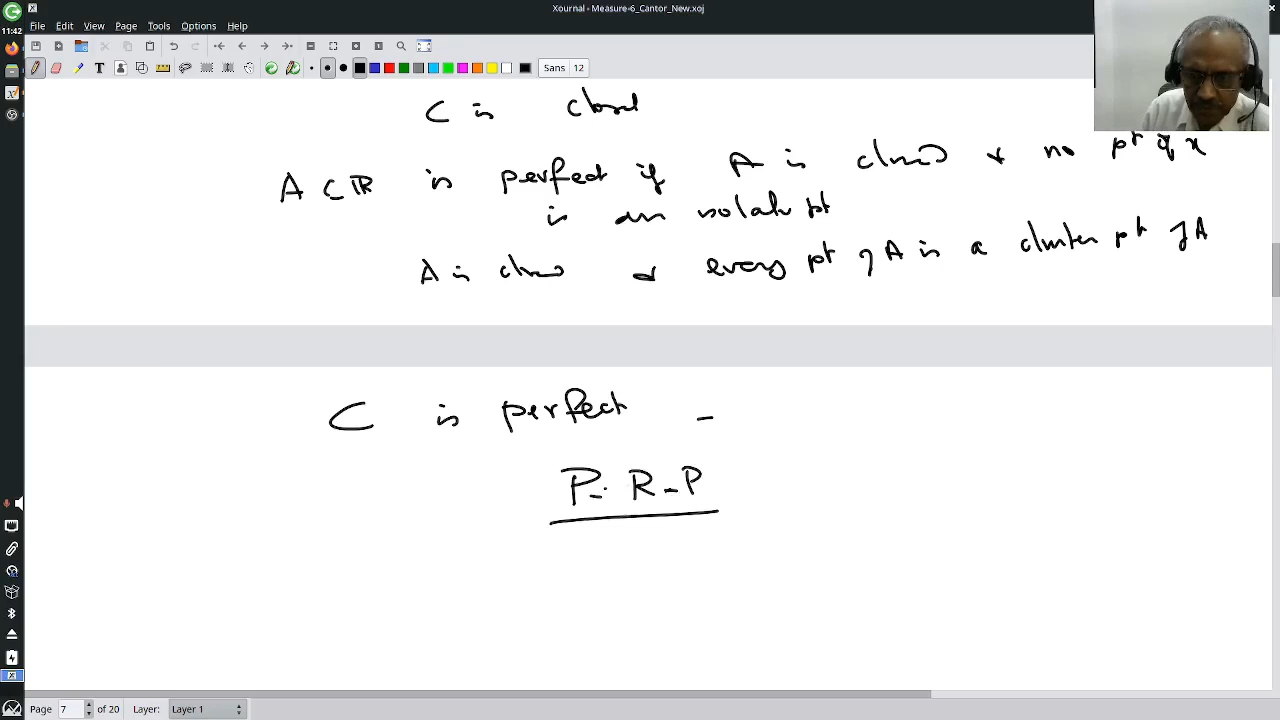 Xournal - Measure-6_Cantor_New.xoj
11:42
File Edit View Page Tools Options Help
Sans 12
C is closed
A ⊂ ℝ is perfect if A is closed & no pt of x
is an isolated pt
A is closed & every pt of A is a cluster pt of A
C is perfect -
P. R. P
Page 7 of 20 Layer: Layer 1